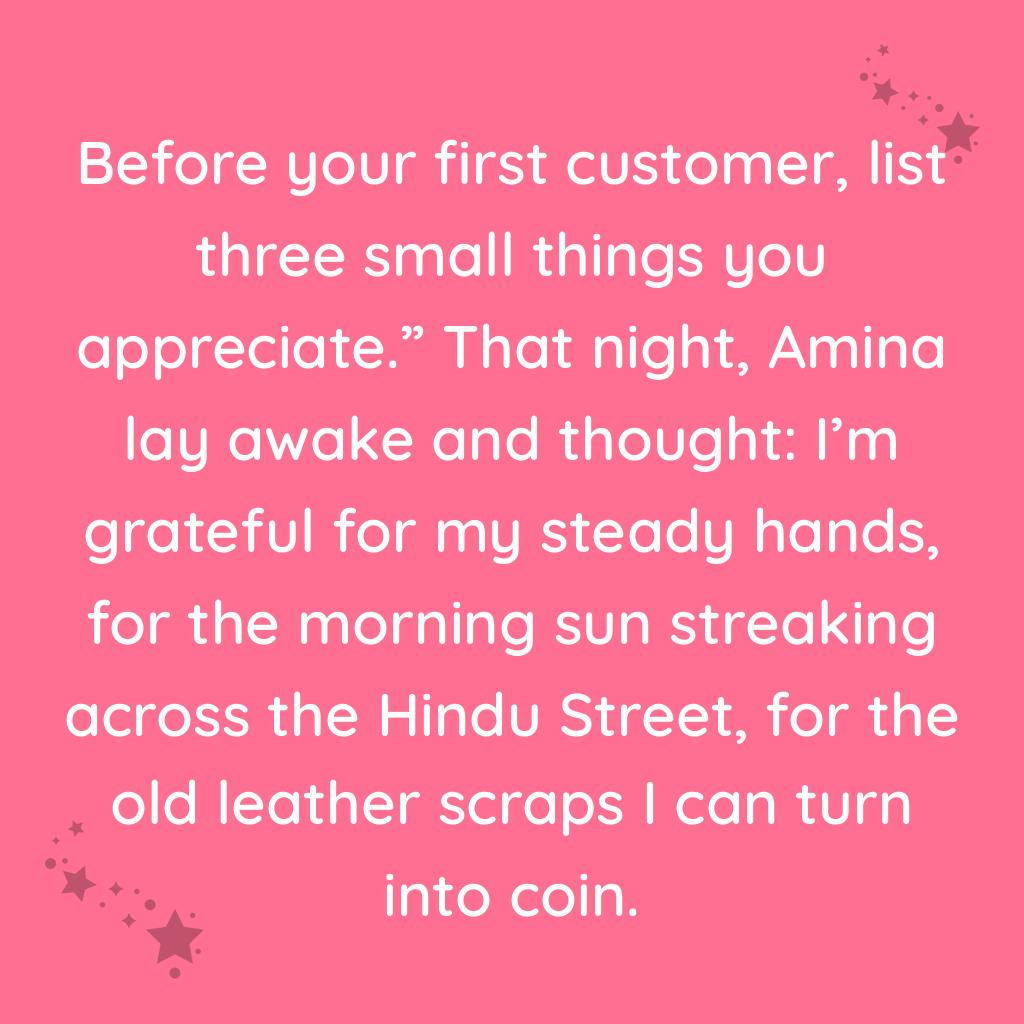 Before your first customer, list
three small things you
appreciate.” That night, Amina
lay awake and thought: I’m
grateful for my steady hands,
for the morning sun streaking
across the Hindu Street, for the
old leather scraps I can turn
into coin.